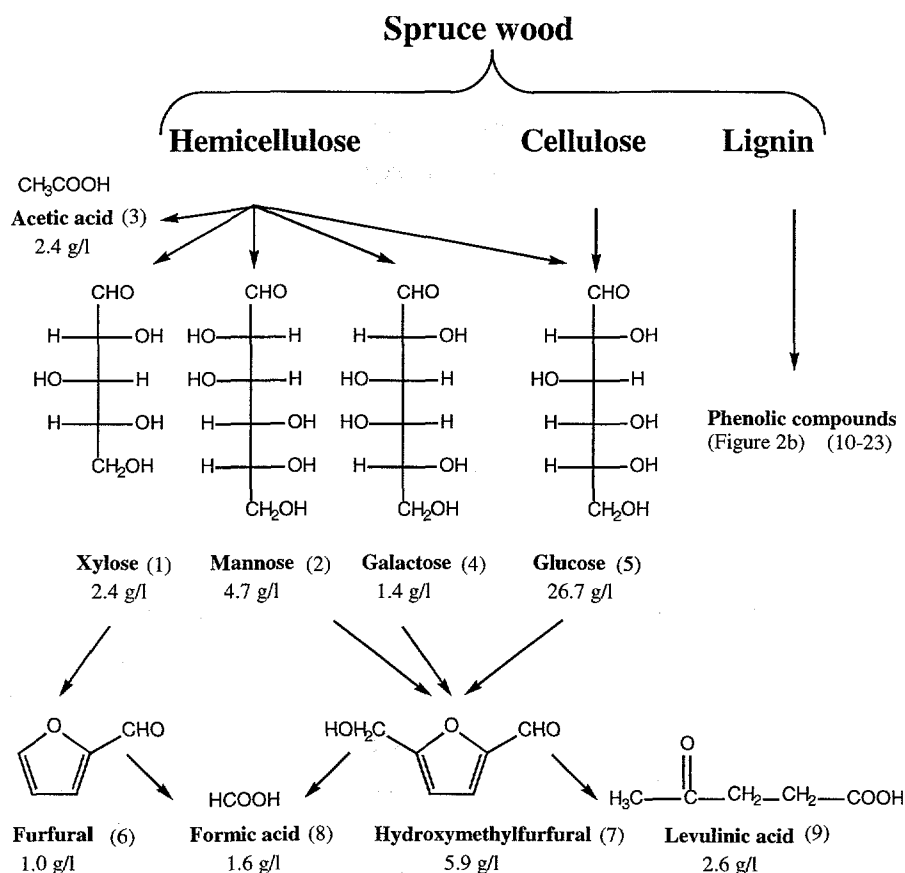 Spruce wood
Hemicellulose Cellulose Lignin
CH3COOH
Acetic acid (3)
2.4 g/l
CHO CHO CHO CHO
H OH HO H H OH H OH
HO H HO H HO H HO H
H OH H OH HO H H OH
CH2OH H OH H OH H OH
CH2OH CH2OH CH2OH
Phenolic compounds
(Figure 2b) (10-23)
Xylose (1) Mannose (2) Galactose (4) Glucose (5)
2.4 g/l 4.7 g/l 1.4 g/l 26.7 g/l
O CHO HOH2C O CHO
O
HCOOH H3C C CH2 CH2 COOH
Furfural (6) Formic acid (8) Hydroxymethylfurfural (7) Levulinic acid (9)
1.0 g/l 1.6 g/l 5.9 g/l 2.6 g/l